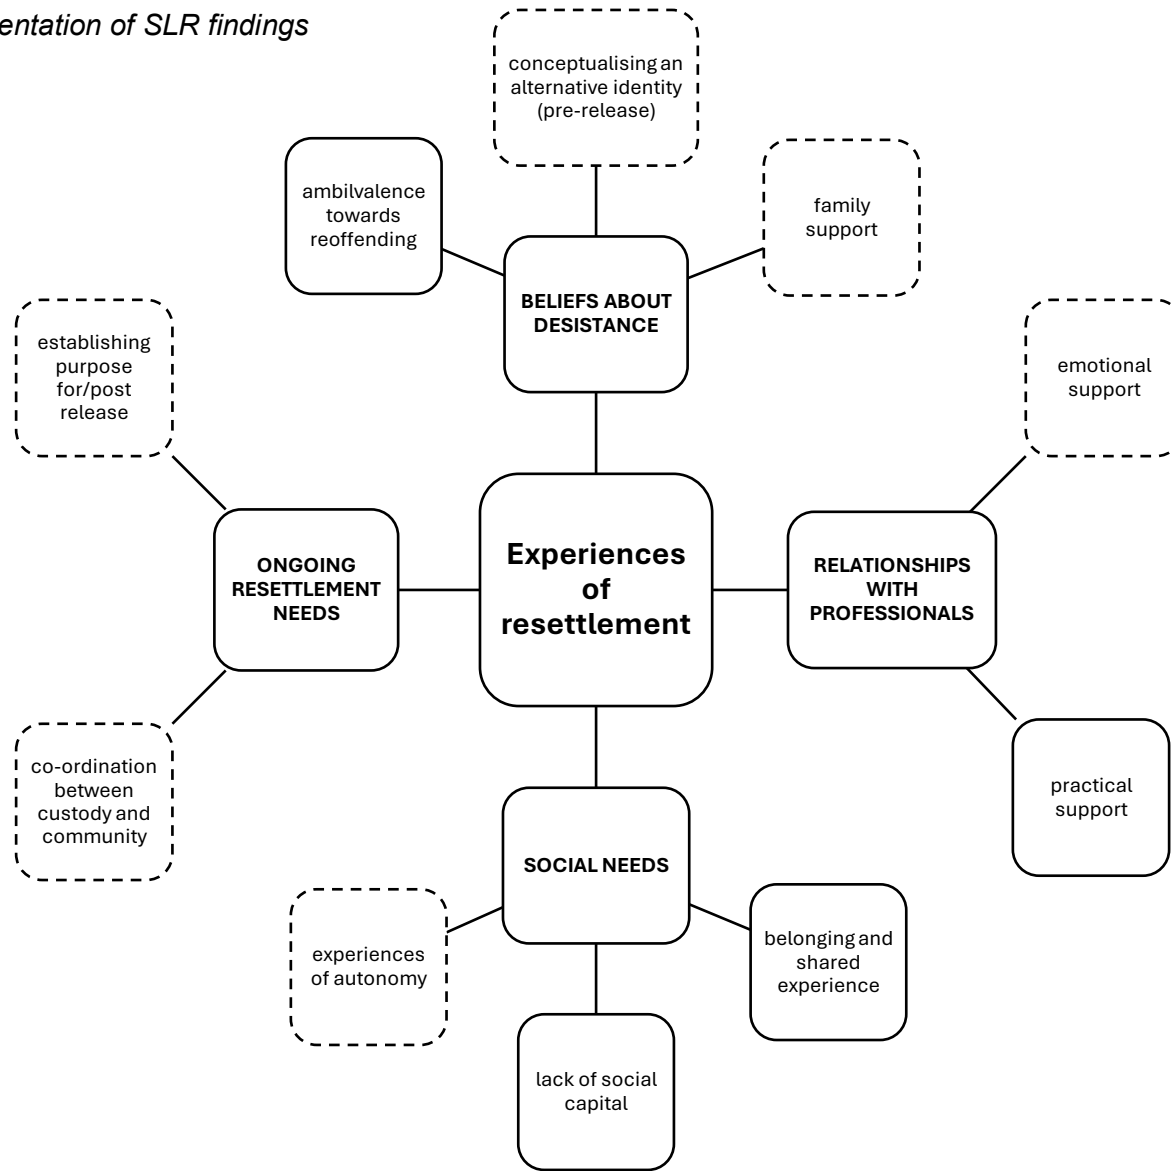 entation of SLR findings
conceptualising an
alternative identity
(pre-release)
ambilvalence
towards
reoffending
family
support
BELIEFS ABOUT
DESISTANCE
establishing
purpose
for/post
release
emotional
support
Experiences
of
resettlement
ONGOING
RESETTLEMENT
NEEDS
RELATIONSHIPS
WITH
PROFESSIONALS
co-ordination
between
custody and
community
practical
support
SOCIAL NEEDS
experiences
of autonomy
belonging and
shared
experience
lack of social
capital